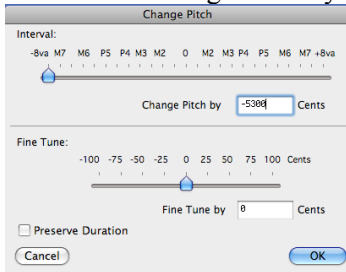 Change Pitch
Interval:
-8va M7 M6 P5 P4 M3 M2 0 M2 M3 P4 P5 M6 M7 +8va
Change Pitch by -5300 Cents
Fine Tune:
-100 -75 -50 -25 0 25 50 75 100 Cents
Fine Tune by 0 Cents
Preserve Duration
Cancel OK